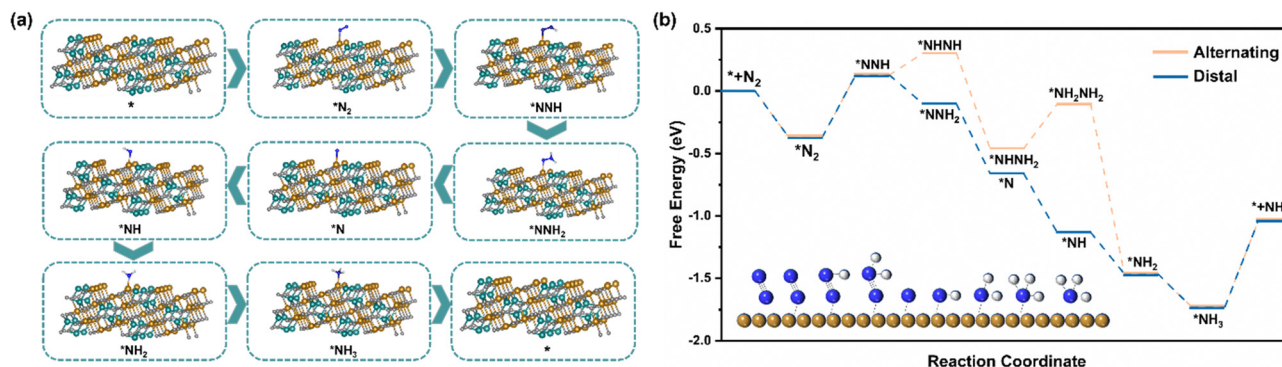 (a)
*
*N2
*NNH
*NH
*N
*NNH2
*NH2
*NH3
*
(b)
Free Energy (eV)
0.5
0.0
-0.5
-1.0
-1.5
-2.0
Alternating
Distal
*+N2
*N2
*NNH
*NHNH
*NNH2
*NHNH2
*N
*NH2NH2
*NH
*NH2
*NH3
*+NH
Reaction Coordinate